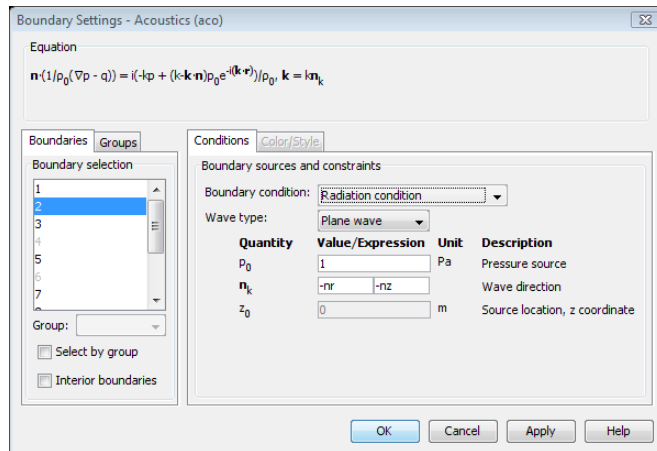 Boundary Settings - Acoustics (aco)
Equation
n·(1/ρ0(∇p - q)) = i(-kp + (k-k·n)p0e^-i(k·r))/ρ0, k = knk
Boundaries Groups
Conditions Color/Style
Boundary selection
1
2
3
4
5
6
7
Group:
Select by group
Interior boundaries
Boundary sources and constraints
Boundary condition: Radiation condition
Wave type: Plane wave
Quantity Value/Expression Unit Description
p0 1 Pa Pressure source
nk -nr -nz Wave direction
z0 0 m Source location, z coordinate
OK Cancel Apply Help